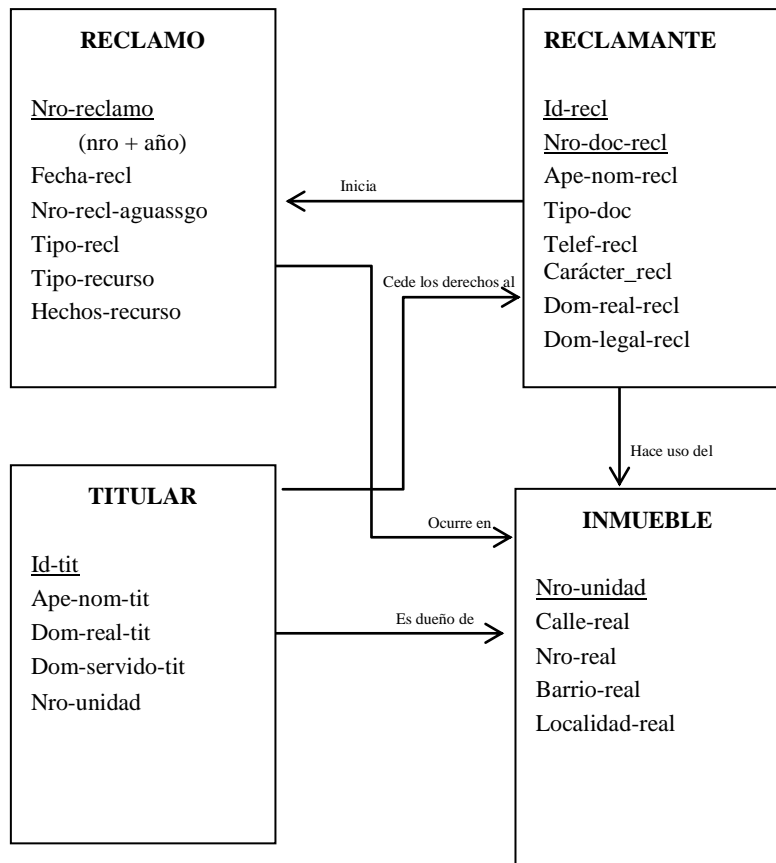 RECLAMO
Nro-reclamo
(nro + año)
Fecha-recl
Nro-recl-aguassgo
Tipo-recl
Tipo-recurso
Hechos-recurso
RECLAMANTE
Id-recl
Nro-doc-recl
Ape-nom-recl
Tipo-doc
Telef-recl
Carácter_recl
Dom-real-recl
Dom-legal-recl
Inicia
Cede los derechos al
Hace uso del
TITULAR
Id-tit
Ape-nom-tit
Dom-real-tit
Dom-servido-tit
Nro-unidad
Ocurre en
Es dueño de
INMUEBLE
Nro-unidad
Calle-real
Nro-real
Barrio-real
Localidad-real